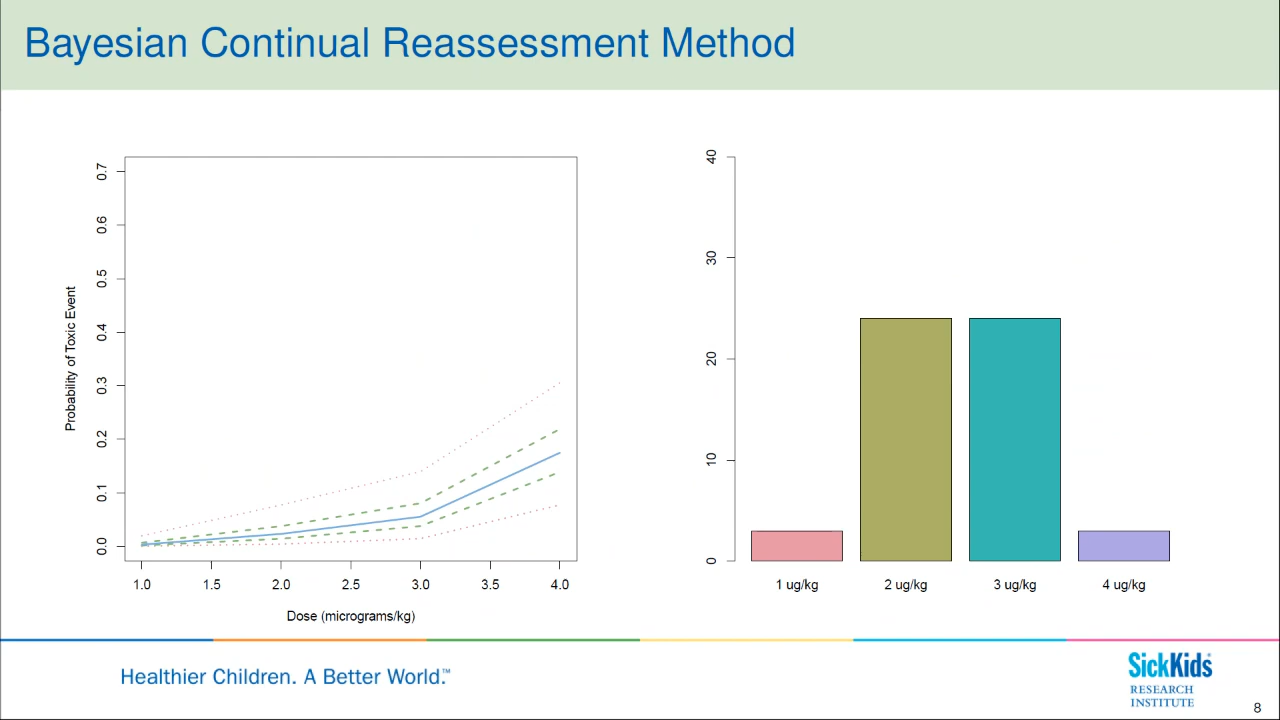 Bayesian Continual Reassessment Method
0.7
0.6
0.5
0.4
0.3
0.2
0.1
0.0
Probability of Toxic Event
1.0 1.5 2.0 2.5 3.0 3.5 4.0
Dose (micrograms/kg)
40
30
20
10
0
1 ug/kg 2 ug/kg 3 ug/kg 4 ug/kg
Healthier Children. A Better World.™
SickKids®
RESEARCH
INSTITUTE
8